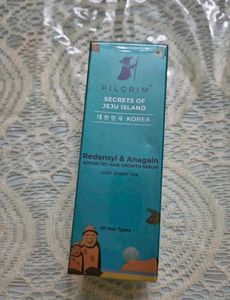 PILGRIM
SECRETS OF
JEJU ISLAND
대한민국·KOREA
Redensyl & Anagain
ADVANCED HAIR GROWTH SERUM
with Green Tea
All Hair Types